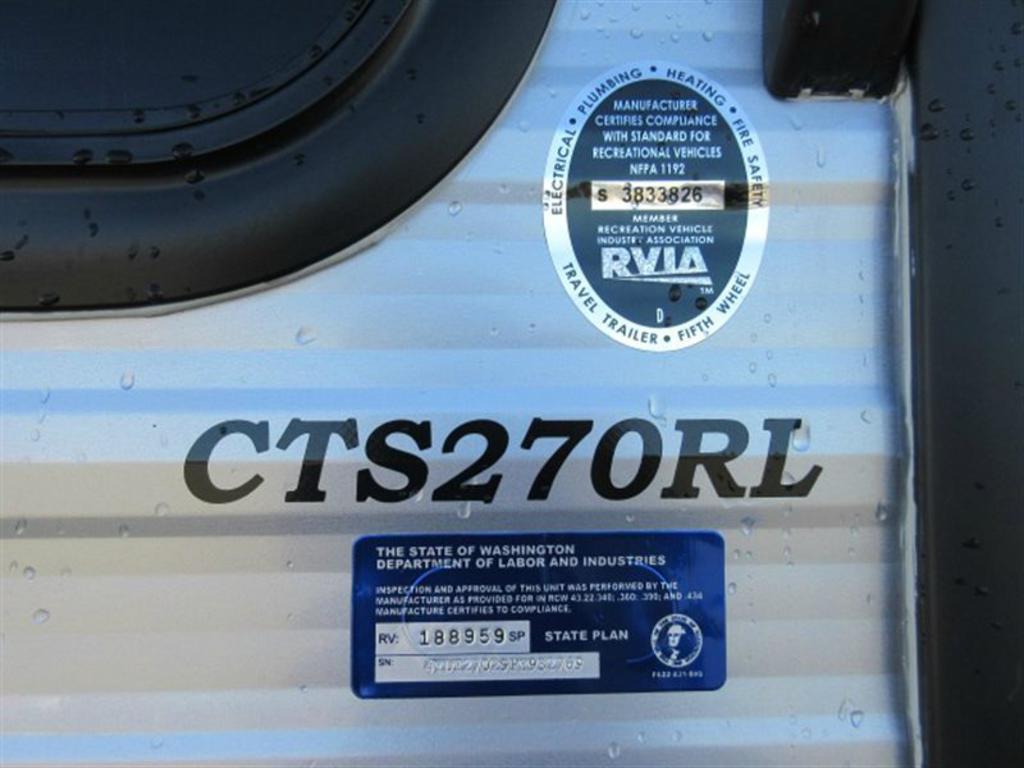 ELECTRICAL • PLUMBING • HEATING • FIRE SAFETY
MANUFACTURER
CERTIFIES COMPLIANCE
WITH STANDARD FOR
RECREATIONAL VEHICLES
NFPA 1192
S 3833826
MEMBER
RECREATION VEHICLE
INDUSTRY ASSOCIATION
RVIA
TM
D
TRAVEL TRAILER • FIFTH WHEEL
CTS270RL
THE STATE OF WASHINGTON
DEPARTMENT OF LABOR AND INDUSTRIES
INSPECTION AND APPROVAL OF THIS UNIT WAS PERFORMED BY THE
MANUFACTURER AS PROVIDED FOR IN RCW 43.22.340; .360; .390; AND .434
MANUFACTURE CERTIFIES TO COMPLIANCE.
RV: 188959 SP STATE PLAN
SN: